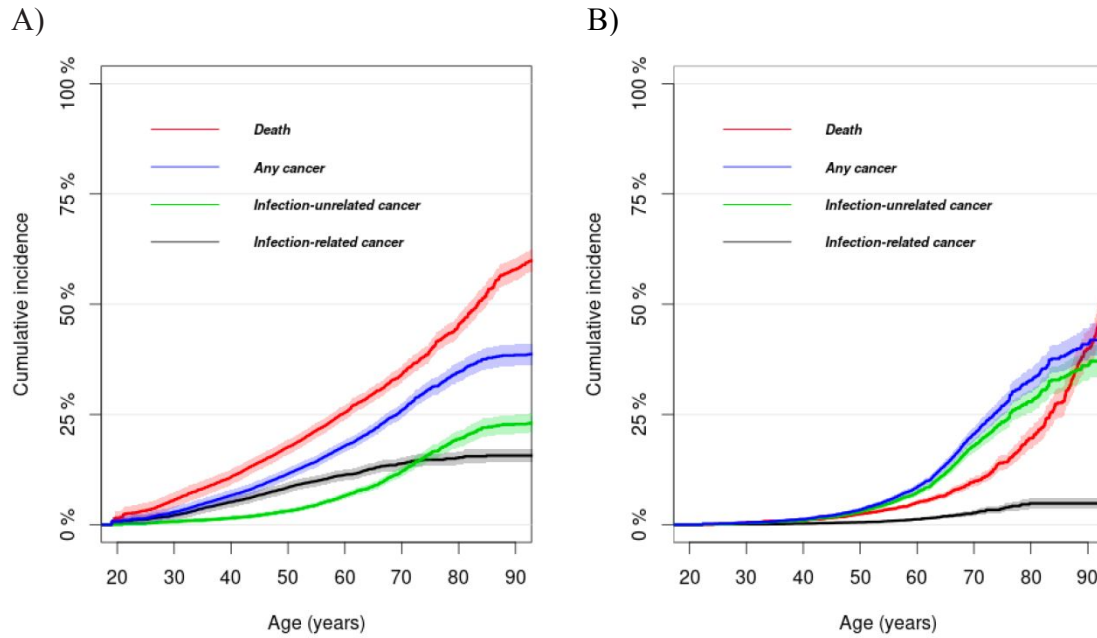 A)
100 %
75 %
50 %
25 %
0 %
Cumulative incidence
Death
Any cancer
Infection-unrelated cancer
Infection-related cancer
20 30 40 50 60 70 80 90
Age (years)
B)
100 %
75 %
50 %
25 %
0 %
Cumulative incidence
Death
Any cancer
Infection-unrelated cancer
Infection-related cancer
20 30 40 50 60 70 80 90
Age (years)